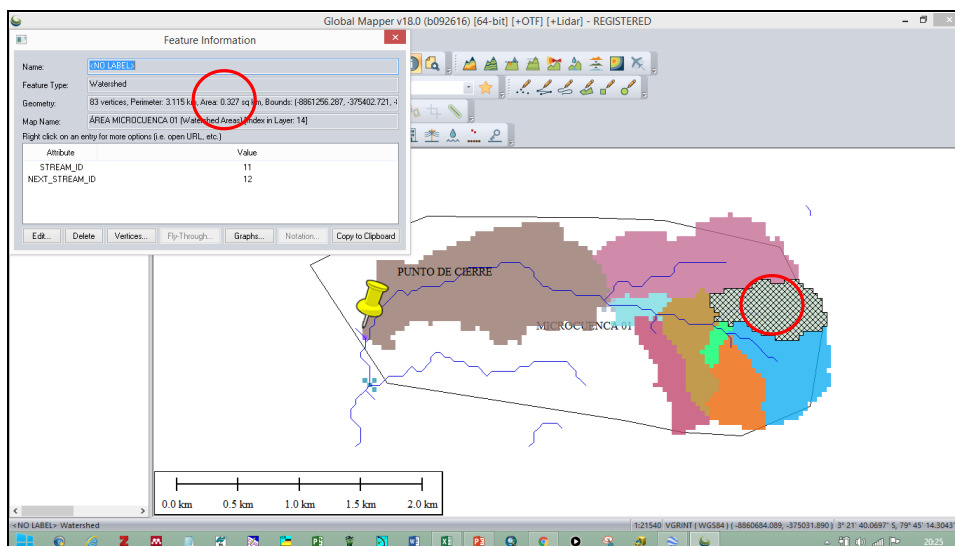 Global Mapper v18.0 (b092616) [64-bit] [+OTF] [+Lidar] - REGISTERED
Feature Information
Name: <NO LABEL>
Feature Type: Watershed
Geometry: 83 vertices, Perimeter: 3.115 km, Area: 0.327 sq km, Bounds: (-8861256.287, -375402.721, -8
Map Name: ÁREA MICROCUENCA 01 (Watershed Areas) [Index in Layer: 14]
Right click on an entry for more options (i.e. open URL, etc.)
Attribute Value
STREAM_ID 11
NEXT_STREAM_ID 12
Edit... Delete Vertices... Fly-Through... Graphs... Notation... Copy to Clipboard
PUNTO DE CIERRE
MICROCUENCA 01
0.0 km 0.5 km 1.0 km 1.5 km 2.0 km
<NO LABEL> Watershed
1:21540 VGRINT ( WGS84 ) ( -8860684.089, -375031.890 ) 3° 21' 40.0697" S, 79° 45' 14.3043"
20:25